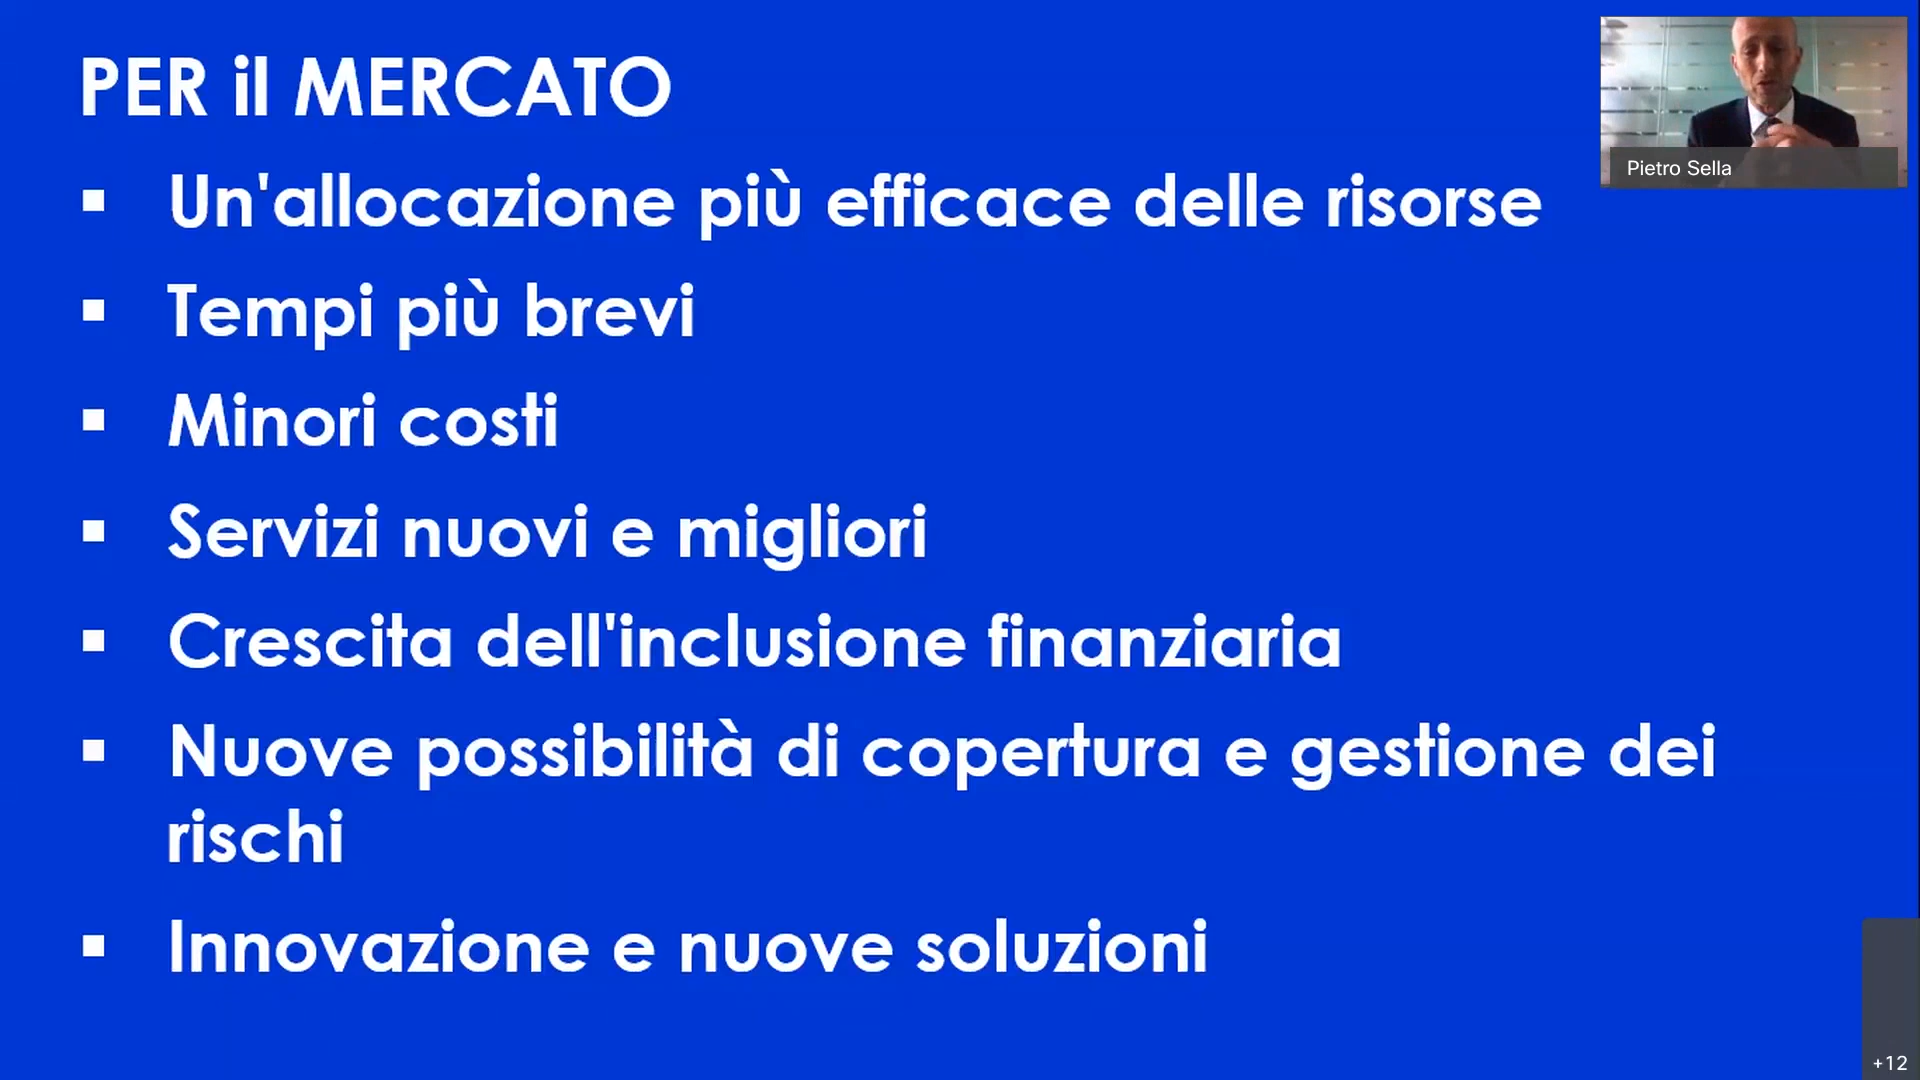 PER il MERCATO
Pietro Sella
▪ Un'allocazione più efficace delle risorse
▪ Tempi più brevi
▪ Minori costi
▪ Servizi nuovi e migliori
▪ Crescita dell'inclusione finanziaria
▪ Nuove possibilità di copertura e gestione dei
rischi
▪ Innovazione e nuove soluzioni
+12